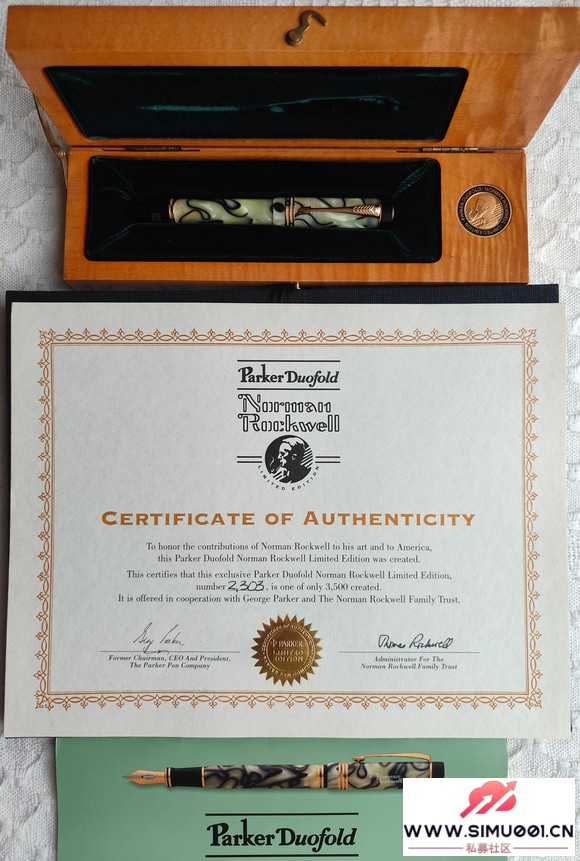 Parker Duofold
Norman
Rockwell
LIMITED EDITION
CERTIFICATE OF AUTHENTICITY
To honor the contributions of Norman Rockwell to his art and to America,
this Parker Duofold Norman Rockwell Limited Edition was created.
This certifies that this exclusive Parker Duofold Norman Rockwell Limited Edition,
number 2,303, is one of only 3,500 created.
It is offered in cooperation with George Parker and The Norman Rockwell Family Trust.
George Parker
Thomas Rockwell
Former Chairman, CEO And President,
The Parker Pen Company
PARKER
LIMITED
EDITION
Administrator For The
Norman Rockwell Family Trust
Parker Duofold
WWW.SIMU001.CN
私募社区